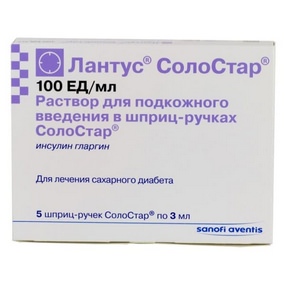 Лантус® СолоСтар®
100 ЕД/мл
Раствор для подкожного
введения в шприц-ручках
СолоСтар®
инсулин гларгин
Для лечения сахарного диабета
5 шприц-ручек СолоСтар® по 3 мл
sanofi aventis